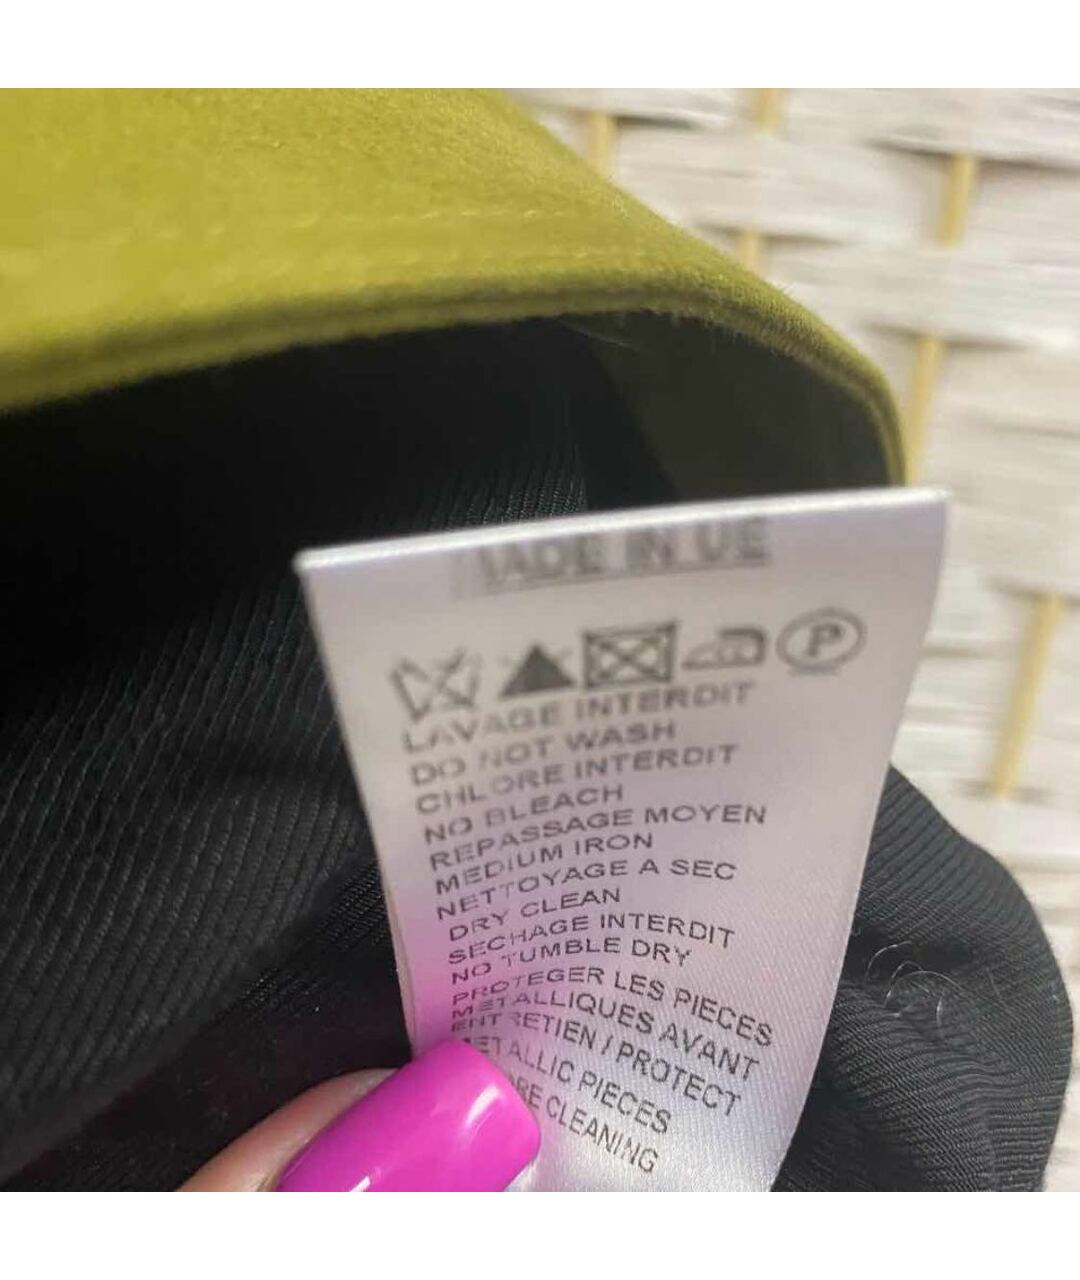 MADE IN UE
P
LAVAGE INTERDIT
DO NOT WASH
CHLORE INTERDIT
NO BLEACH
REPASSAGE MOYEN
MEDIUM IRON
NETTOYAGE A SEC
DRY CLEAN
SECHAGE INTERDIT
NO TUMBLE DRY
PROTEGER LES PIECES
METALLIQUES AVANT
ENTRETIEN / PROTECT
METALLIC PIECES
CLEANING